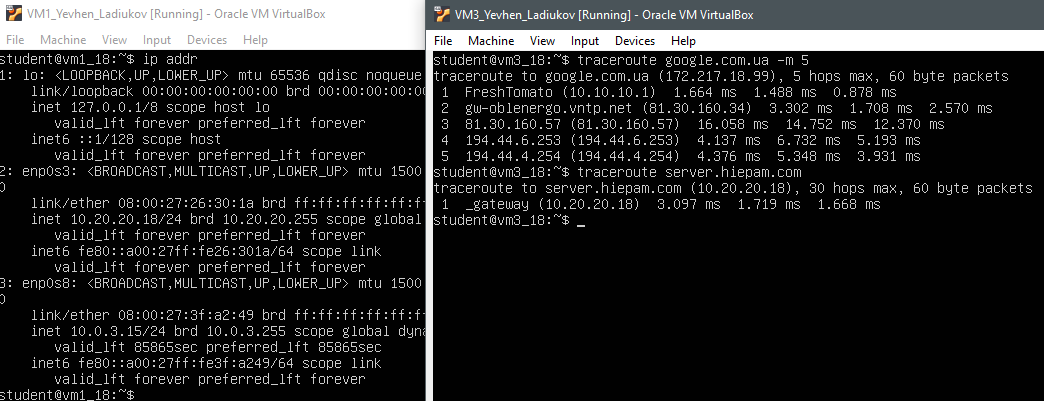 VM1_Yevhen_Ladiukov [Running] - Oracle VM VirtualBox
File Machine View Input Devices Help
student@vm1_18:~$ ip addr
1: lo: <LOOPBACK,UP,LOWER_UP> mtu 65536 qdisc noqueue
link/loopback 00:00:00:00:00:00 brd 00:00:00:00:
inet 127.0.0.1/8 scope host lo
valid_lft forever preferred_lft forever
inet6 ::1/128 scope host
valid_lft forever preferred_lft forever
2: enp0s3: <BROADCAST,MULTICAST,UP,LOWER_UP> mtu 1500
0
link/ether 08:00:27:26:30:1a brd ff:ff:ff:ff:ff:f
inet 10.20.20.18/24 brd 10.20.20.255 scope global
valid_lft forever preferred_lft forever
inet6 fe80::a00:27ff:fe26:301a/64 scope link
valid_lft forever preferred_lft forever
3: enp0s8: <BROADCAST,MULTICAST,UP,LOWER_UP> mtu 1500
0
link/ether 08:00:27:3f:a2:49 brd ff:ff:ff:ff:ff:f
inet 10.0.3.15/24 brd 10.0.3.255 scope global dyna
valid_lft 85865sec preferred_lft 85865sec
inet6 fe80::a00:27ff:fe3f:a249/64 scope link
valid_lft forever preferred_lft forever
student@vm1_18:~$
VM3_Yevhen_Ladiukov [Running] - Oracle VM VirtualBox
File Machine View Input Devices Help
student@vm3_18:~$ traceroute google.com.ua -m 5
traceroute to google.com.ua (172.217.18.99), 5 hops max, 60 byte packets
1 FreshTomato (10.10.10.1) 1.664 ms 1.488 ms 0.878 ms
2 gw-oblenergo.vntp.net (81.30.160.34) 3.302 ms 1.708 ms 2.570 ms
3 81.30.160.57 (81.30.160.57) 16.058 ms 14.752 ms 12.370 ms
4 194.44.6.253 (194.44.6.253) 4.137 ms 6.732 ms 5.193 ms
5 194.44.4.254 (194.44.4.254) 4.376 ms 5.348 ms 3.931 ms
student@vm3_18:~$ traceroute server.hiepam.com
traceroute to server.hiepam.com (10.20.20.18), 30 hops max, 60 byte packets
1 _gateway (10.20.20.18) 3.097 ms 1.719 ms 1.668 ms
student@vm3_18:~$ _